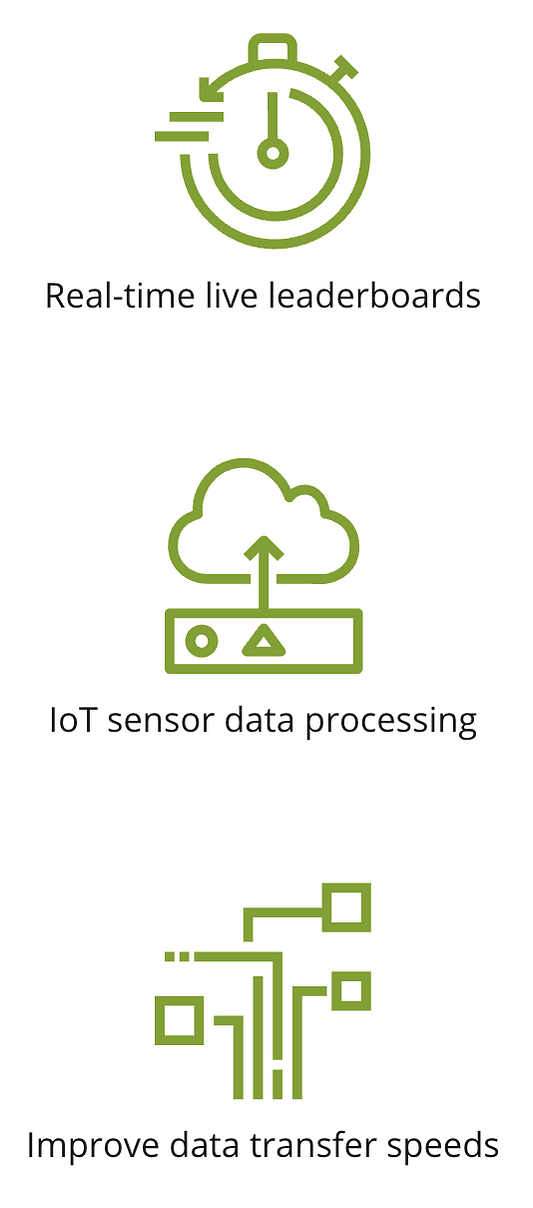 Real-time live leaderboards
IoT sensor data processing
Improve data transfer speeds